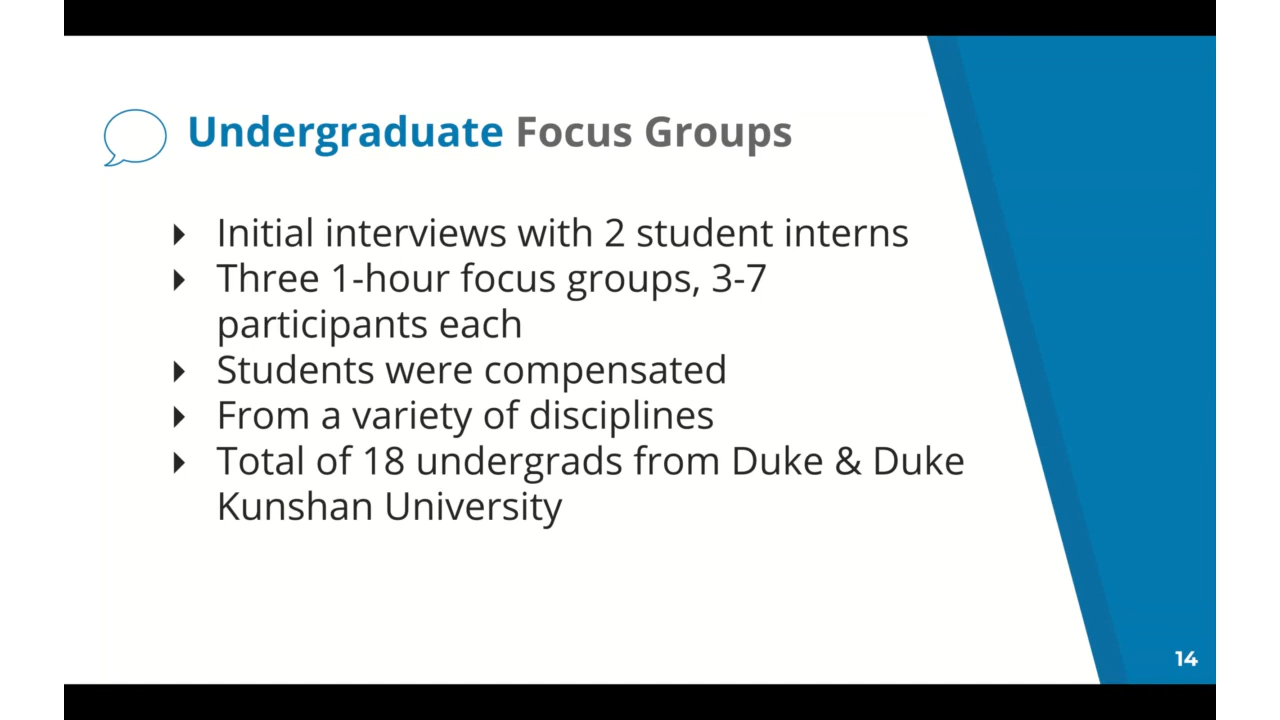 Undergraduate Focus Groups
Initial interviews with 2 student interns
Three 1-hour focus groups, 3-7
participants each
Students were compensated
From a variety of disciplines
Total of 18 undergrads from Duke & Duke
Kunshan University
14